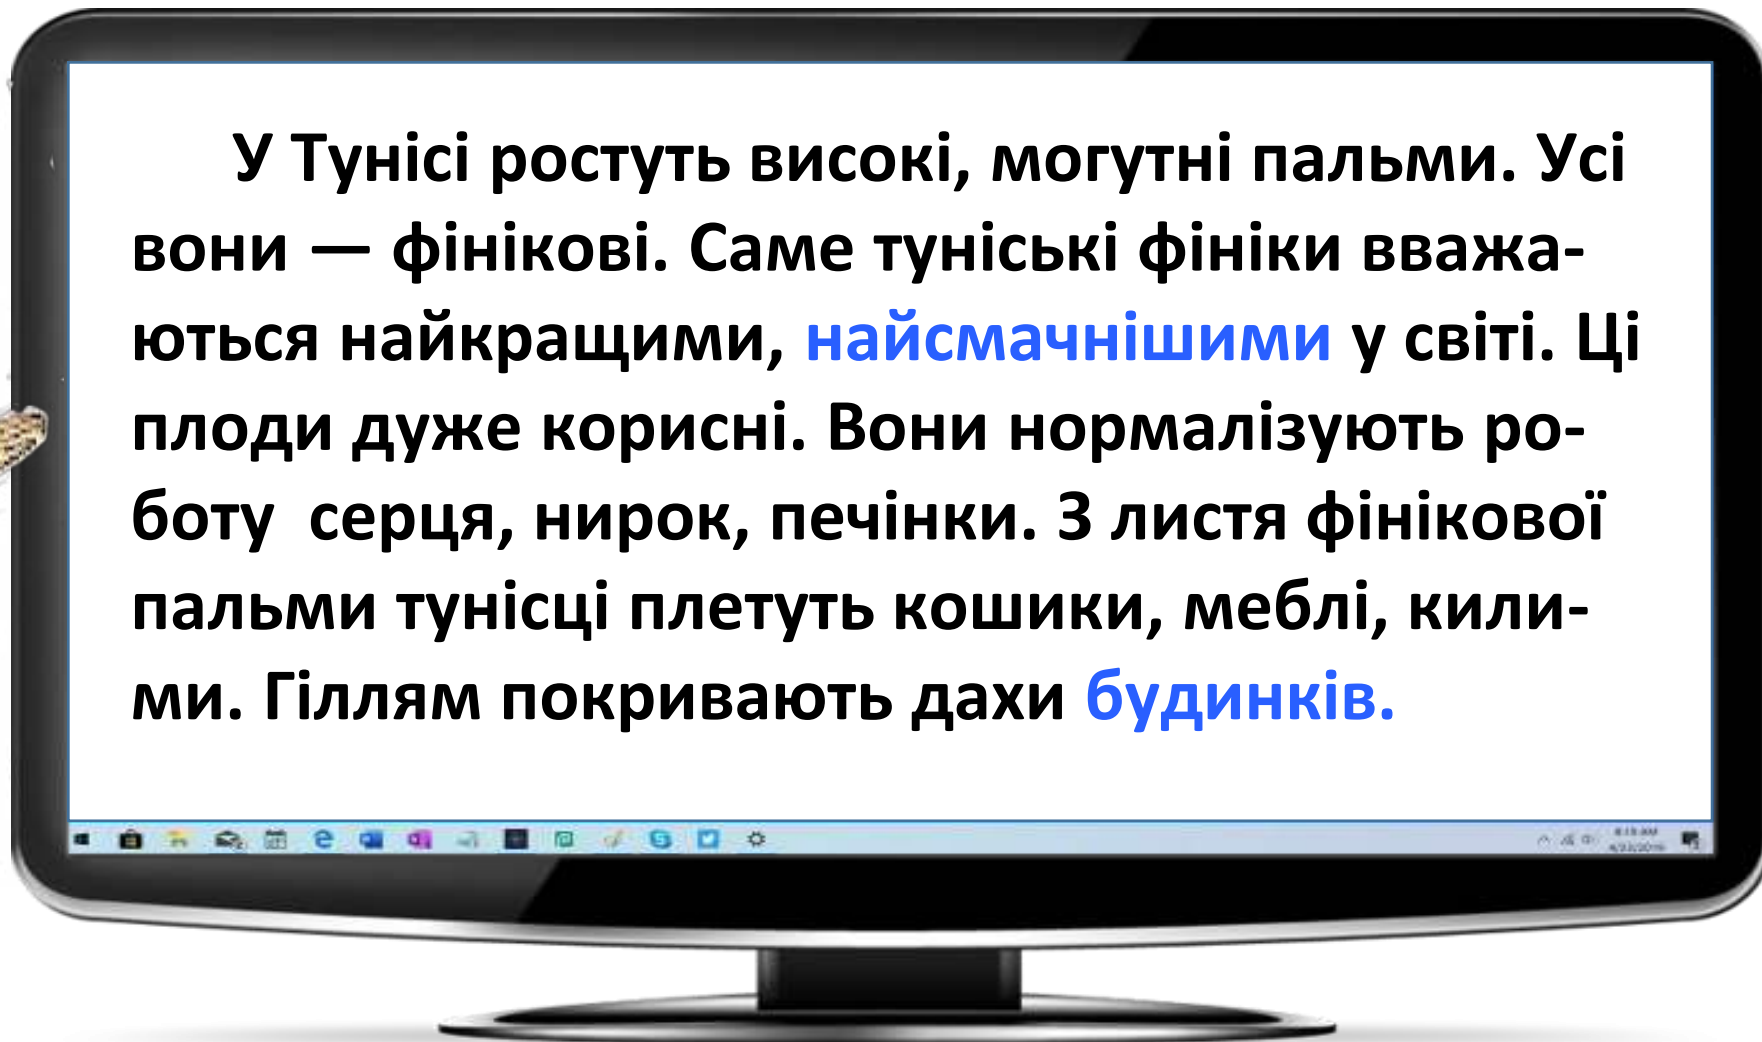 У Тунісі ростуть високі, могутні пальми. Усі
вони — фінікові. Саме туніські фініки вважа-
ються найкращими, найсмачнішими у світі. Ці
плоди дуже корисні. Вони нормалізують ро-
боту  серця, нирок, печінки. З листя фінікової
пальми тунісці плетуть кошики, меблі, кили-
ми. Гіллям покривають дахи будинків.